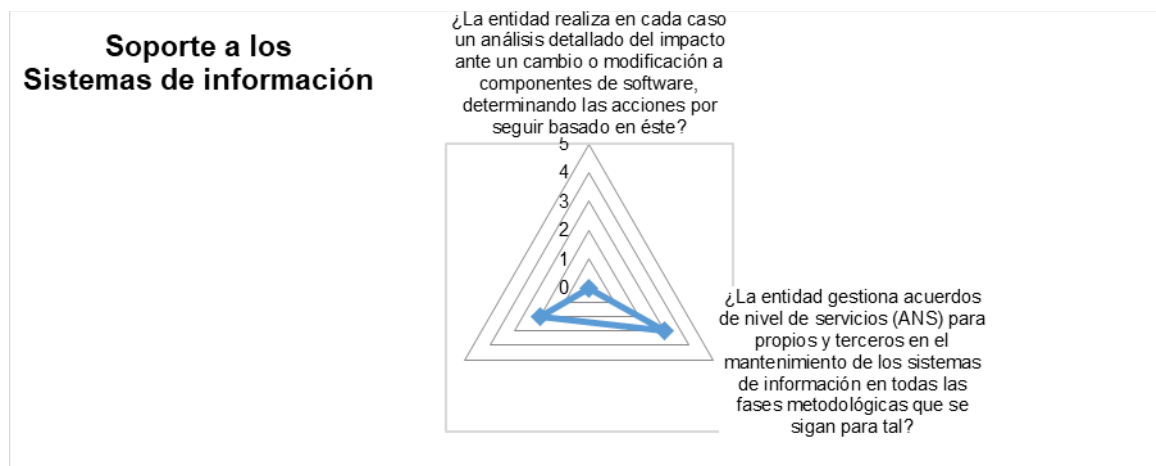 Soporte a los
Sistemas de información
¿La entidad realiza en cada caso
un análisis detallado del impacto
ante un cambio o modificación a
componentes de software,
determinando las acciones por
seguir basado en éste?
5
4
3
2
1
0
¿La entidad gestiona acuerdos
de nivel de servicios (ANS) para
propios y terceros en el
mantenimiento de los sistemas
de información en todas las
fases metodológicas que se
sigan para tal?